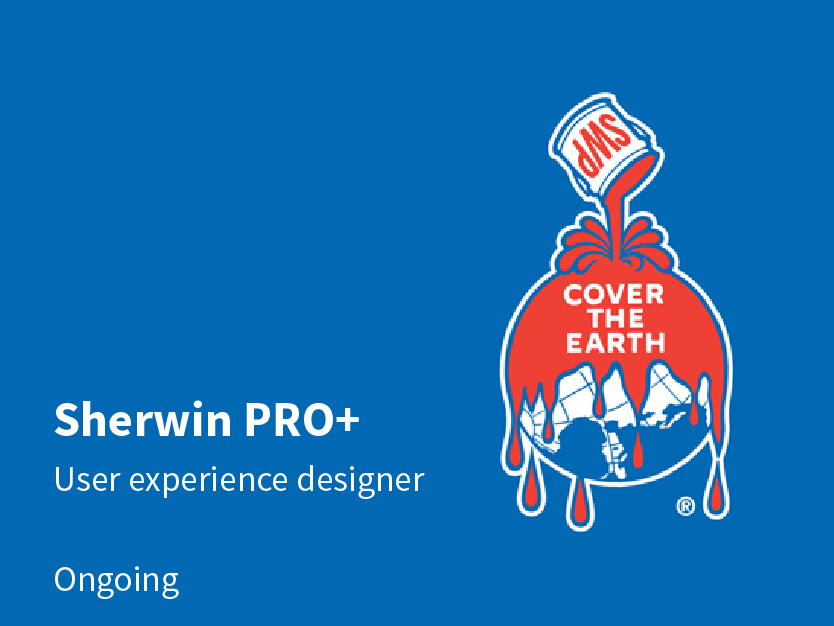 SWP
COVER
THE
EARTH
®
Sherwin PRO+
User experience designer
Ongoing